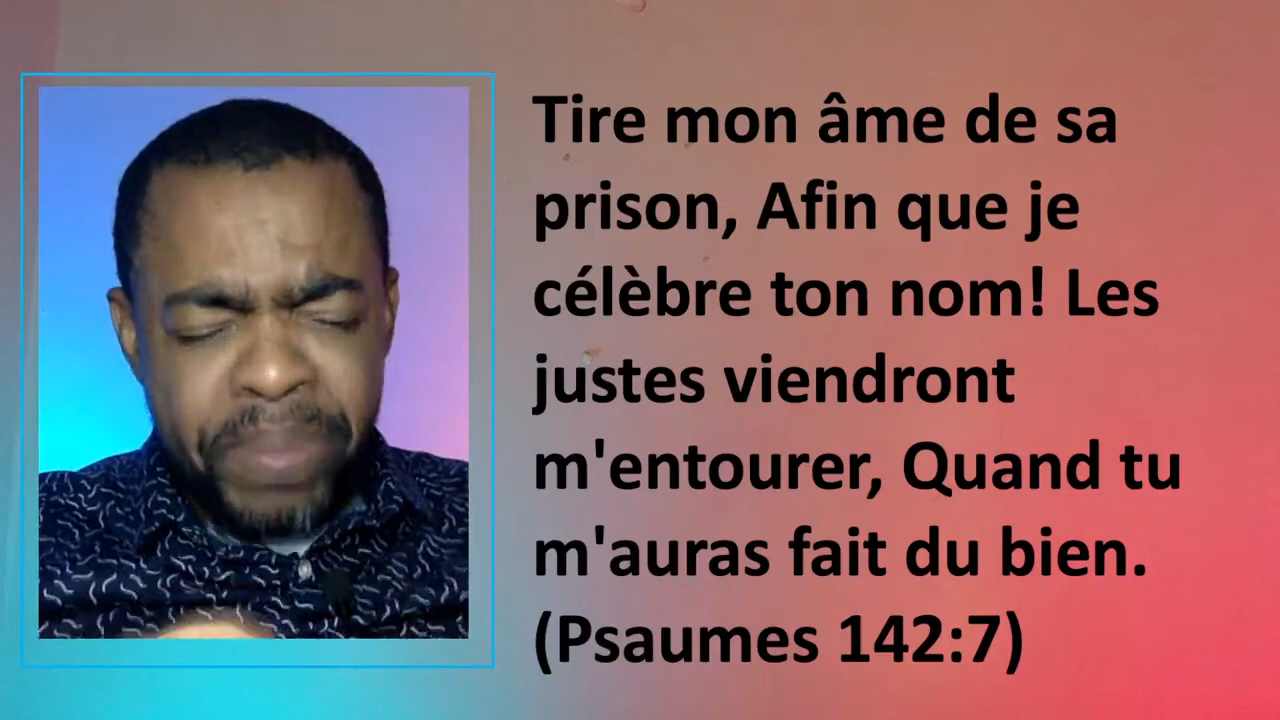 Tire mon âme de sa
prison, Afin que je
célèbre ton nom! Les
justes viendront
m'entourer, Quand tu
m'auras fait du bien.
(Psaumes 142:7)